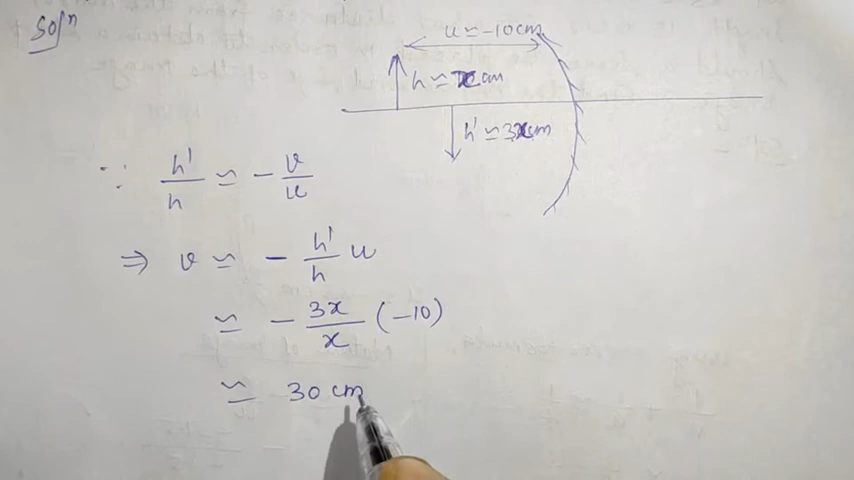 Solⁿ
u ≃ -10cm
h ≃ x cm
h' ≃ 3x cm
∵ h'/h ≃ - v/u
⇒ v ≃ - h'/h u
≃ - 3x/x (-10)
≃ 30 cm